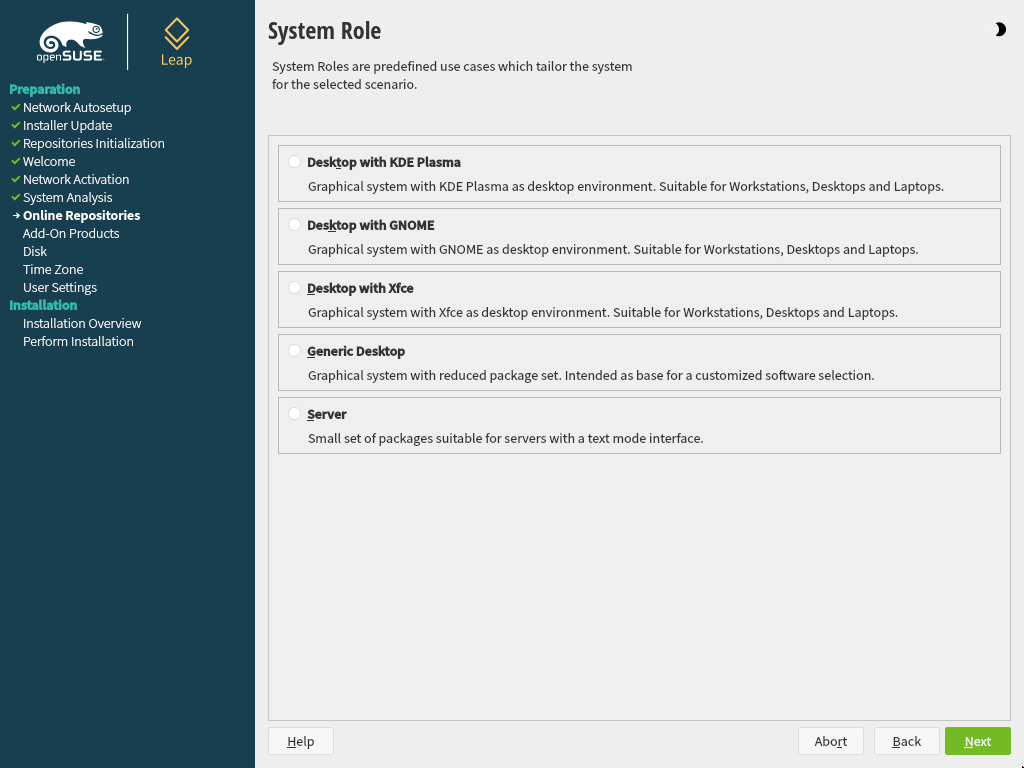 openSUSE
Leap
Preparation
Network Autosetup
Installer Update
Repositories Initialization
Welcome
Network Activation
System Analysis
Online Repositories
Add-On Products
Disk
Time Zone
User Settings
Installation
Installation Overview
Perform Installation
System Role
System Roles are predefined use cases which tailor the system
for the selected scenario.
Desktop with KDE Plasma
Graphical system with KDE Plasma as desktop environment. Suitable for Workstations, Desktops and Laptops.
Desktop with GNOME
Graphical system with GNOME as desktop environment. Suitable for Workstations, Desktops and Laptops.
Desktop with Xfce
Graphical system with Xfce as desktop environment. Suitable for Workstations, Desktops and Laptops.
Generic Desktop
Graphical system with reduced package set. Intended as base for a customized software selection.
Server
Small set of packages suitable for servers with a text mode interface.
Help
Abort
Back
Next